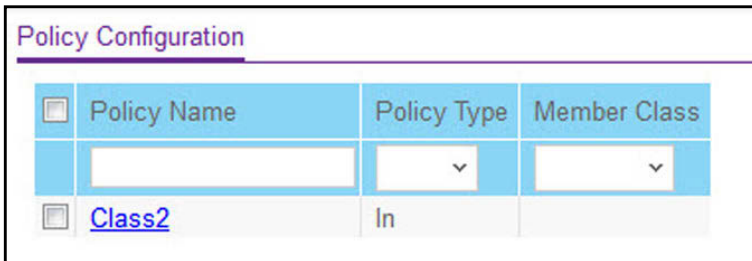 Policy Configuration
Policy Name Policy Type Member Class
Class2 In